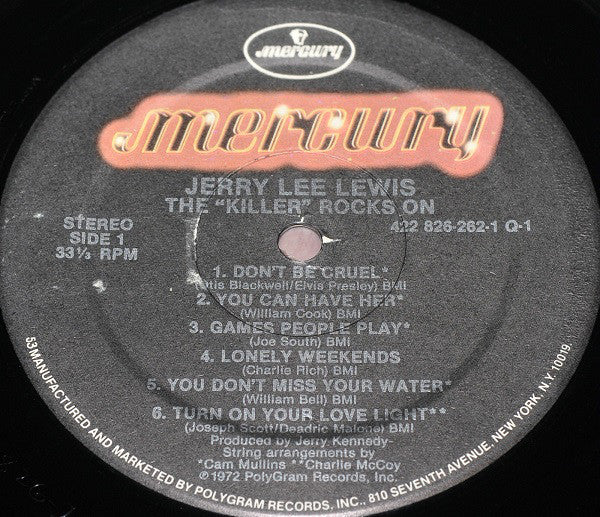 mercury
mercury
JERRY LEE LEWIS
THE "KILLER" ROCKS ON
STEREO
SIDE 1
33⅓ RPM
422 826-262-1 Q-1
1. DON'T BE CRUEL*
(Otis Blackwell/Elvis Presley) BMI
2. YOU CAN HAVE HER*
(William Cook) BMI
3. GAMES PEOPLE PLAY*
(Joe South) BMI
4. LONELY WEEKENDS
(Charlie Rich) BMI
5. YOU DON'T MISS YOUR WATER*
(William Bell) BMI
6. TURN ON YOUR LOVE LIGHT**
(Joseph Scott/Deadric Malone) BMI
Produced by Jerry Kennedy
String arrangements by
*Cam Mullins **Charlie McCoy
℗1972 PolyGram Records, Inc.
53 MANUFACTURED AND MARKETED BY POLYGRAM RECORDS, INC., 810 SEVENTH AVENUE, NEW YORK, N.Y. 10019.